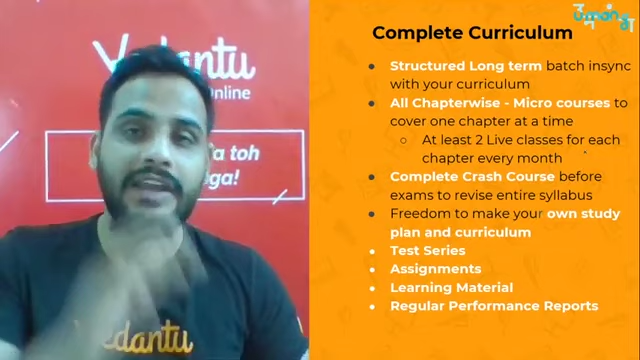 उमंग
Complete Curriculum
Structured Long term batch insync
with your curriculum
All Chapterwise - Micro courses to
cover one chapter at a time
At least 2 Live classes for each
chapter every month
Complete Crash Course before
exams to revise entire syllabus
Freedom to make your own study
plan and curriculum
Test Series
Assignments
Learning Material
Regular Performance Reports